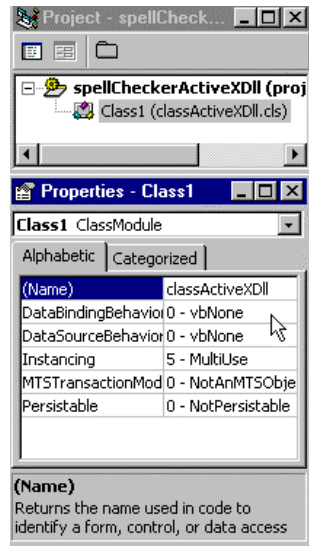 Project - spellCheck...
spellCheckerActiveXDll (proj
Class1 (classActiveXDll.cls)
Properties - Class1
Class1 ClassModule
Alphabetic Categorized
(Name) classActiveXDll
DataBindingBehavior 0 - vbNone
DataSourceBehavior 0 - vbNone
Instancing 5 - MultiUse
MTSTransactionMod 0 - NotAnMTSObje
Persistable 0 - NotPersistable
(Name)
Returns the name used in code to
identify a form, control, or data access